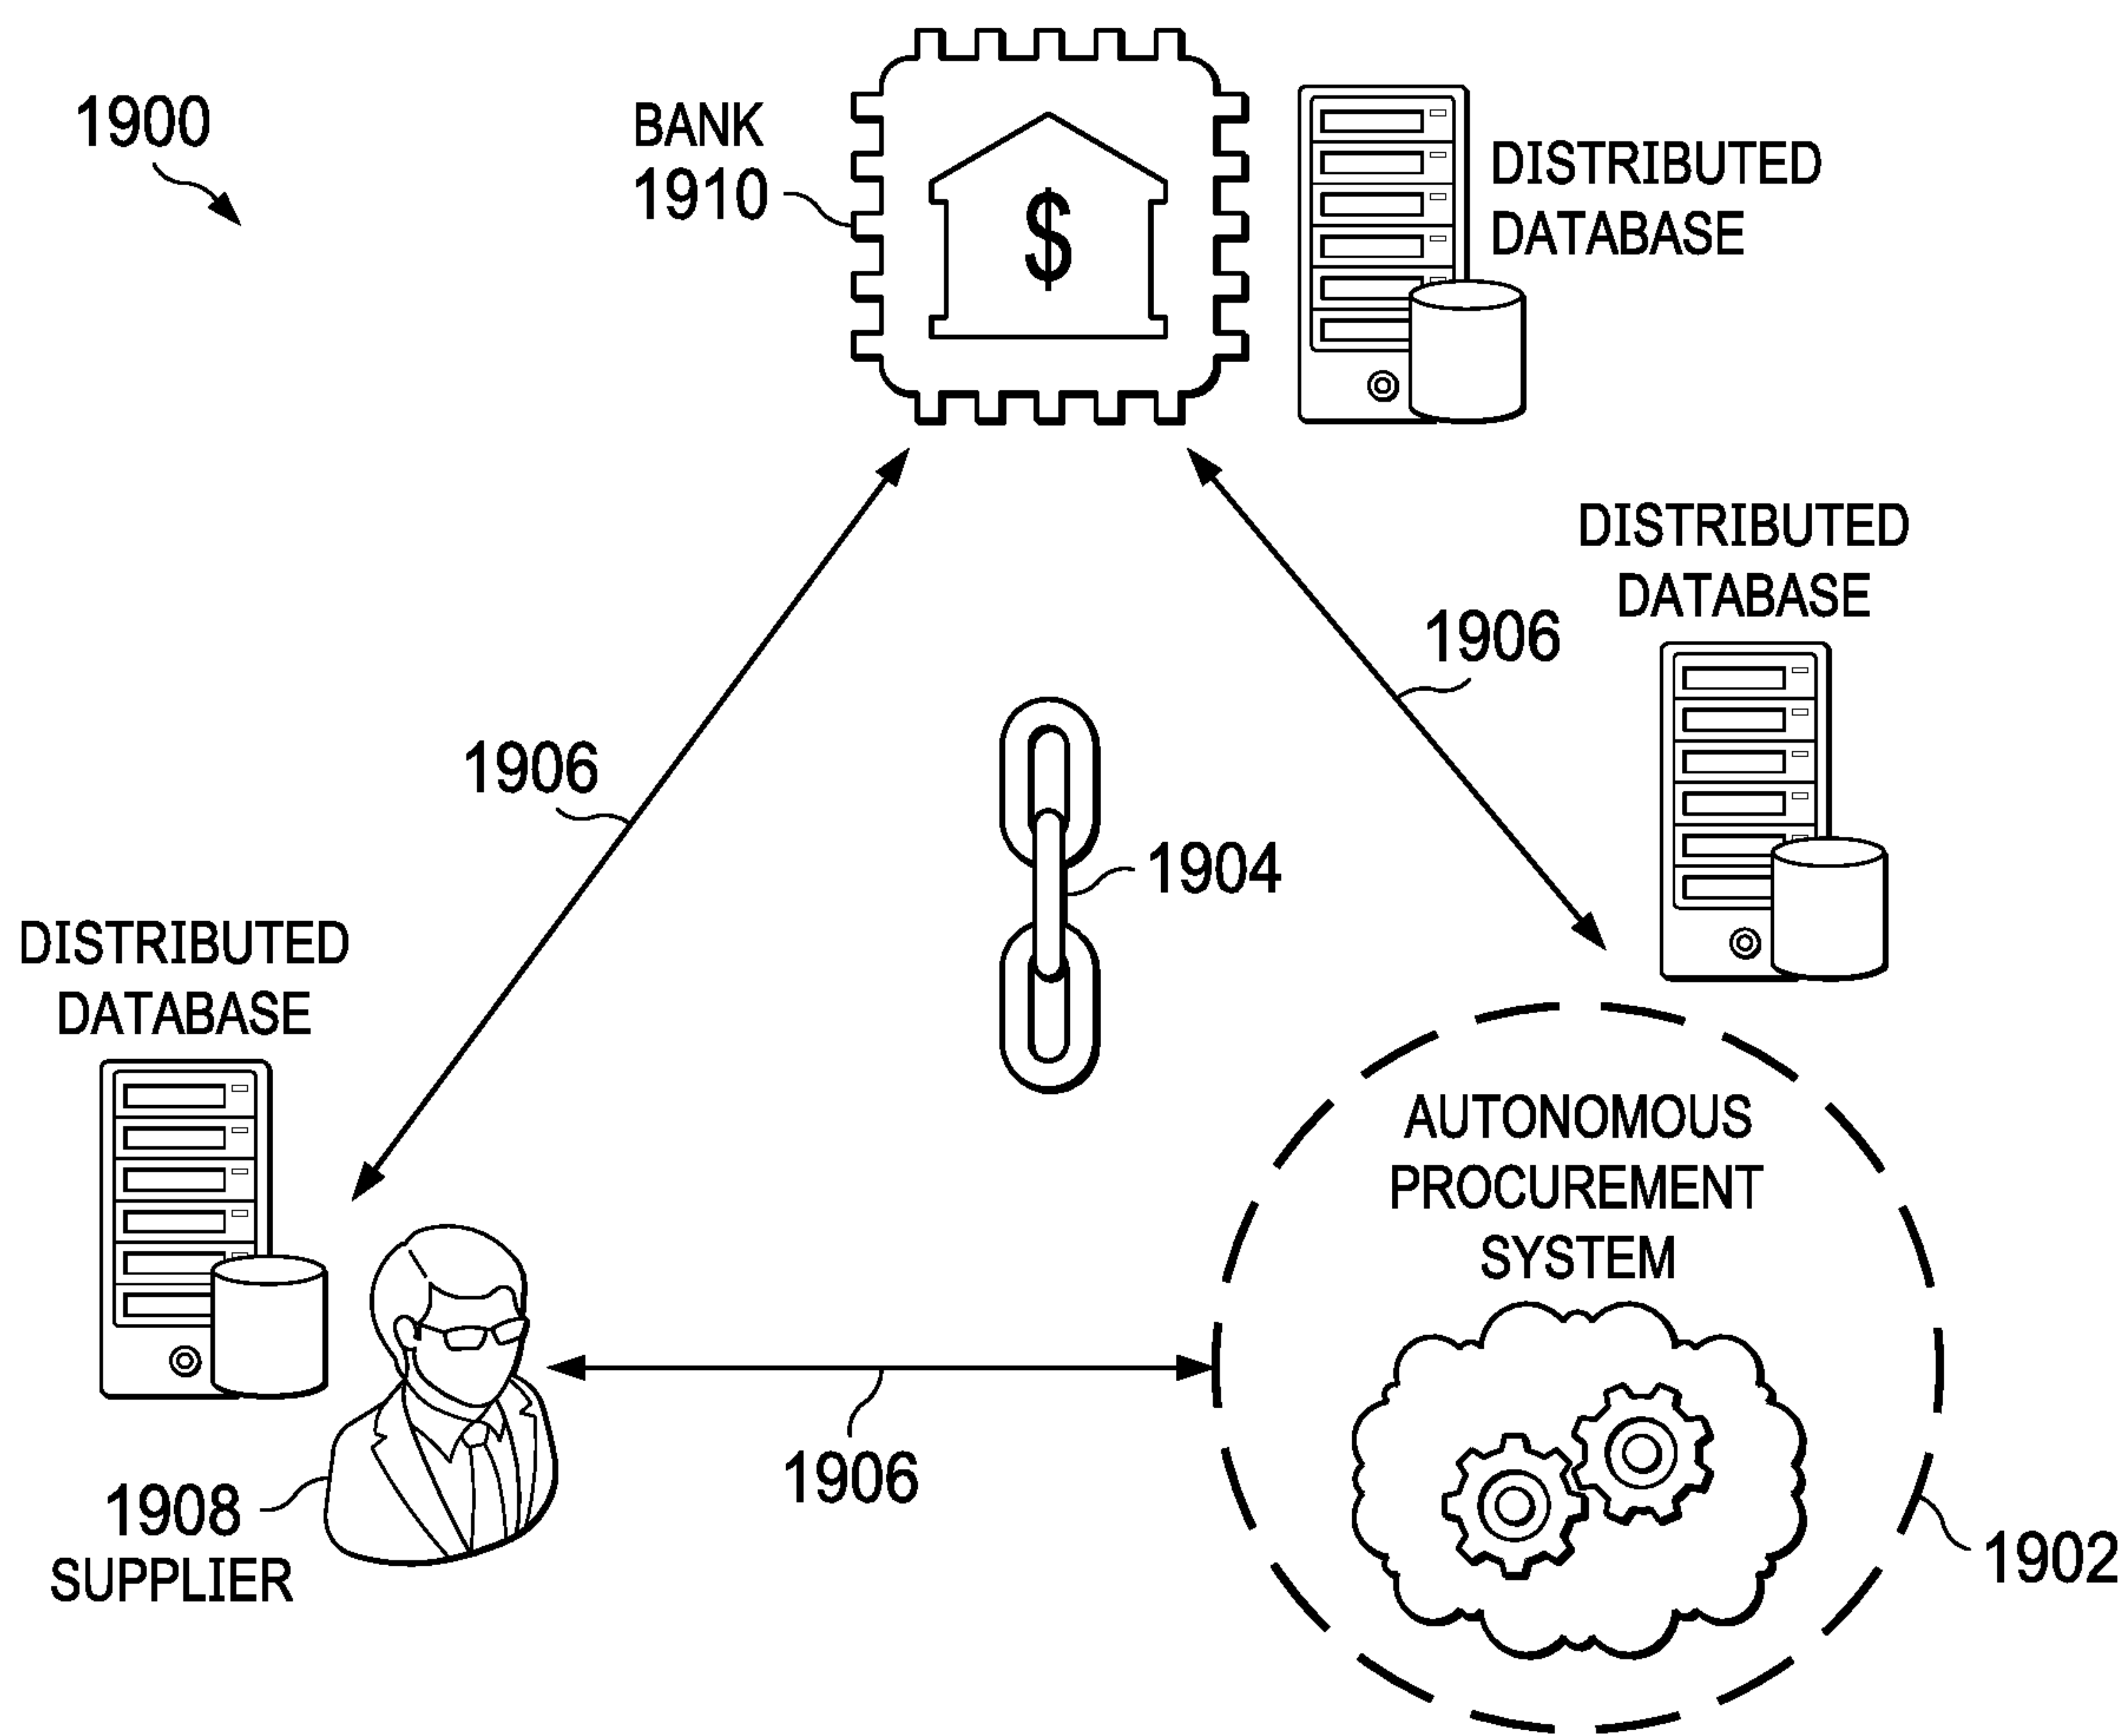 1900
BANK
1910
$
DISTRIBUTED
DATABASE
DISTRIBUTED
DATABASE
1906
1906
1904
DISTRIBUTED
DATABASE
AUTONOMOUS
PROCUREMENT
SYSTEM
1906
1908
SUPPLIER
1902